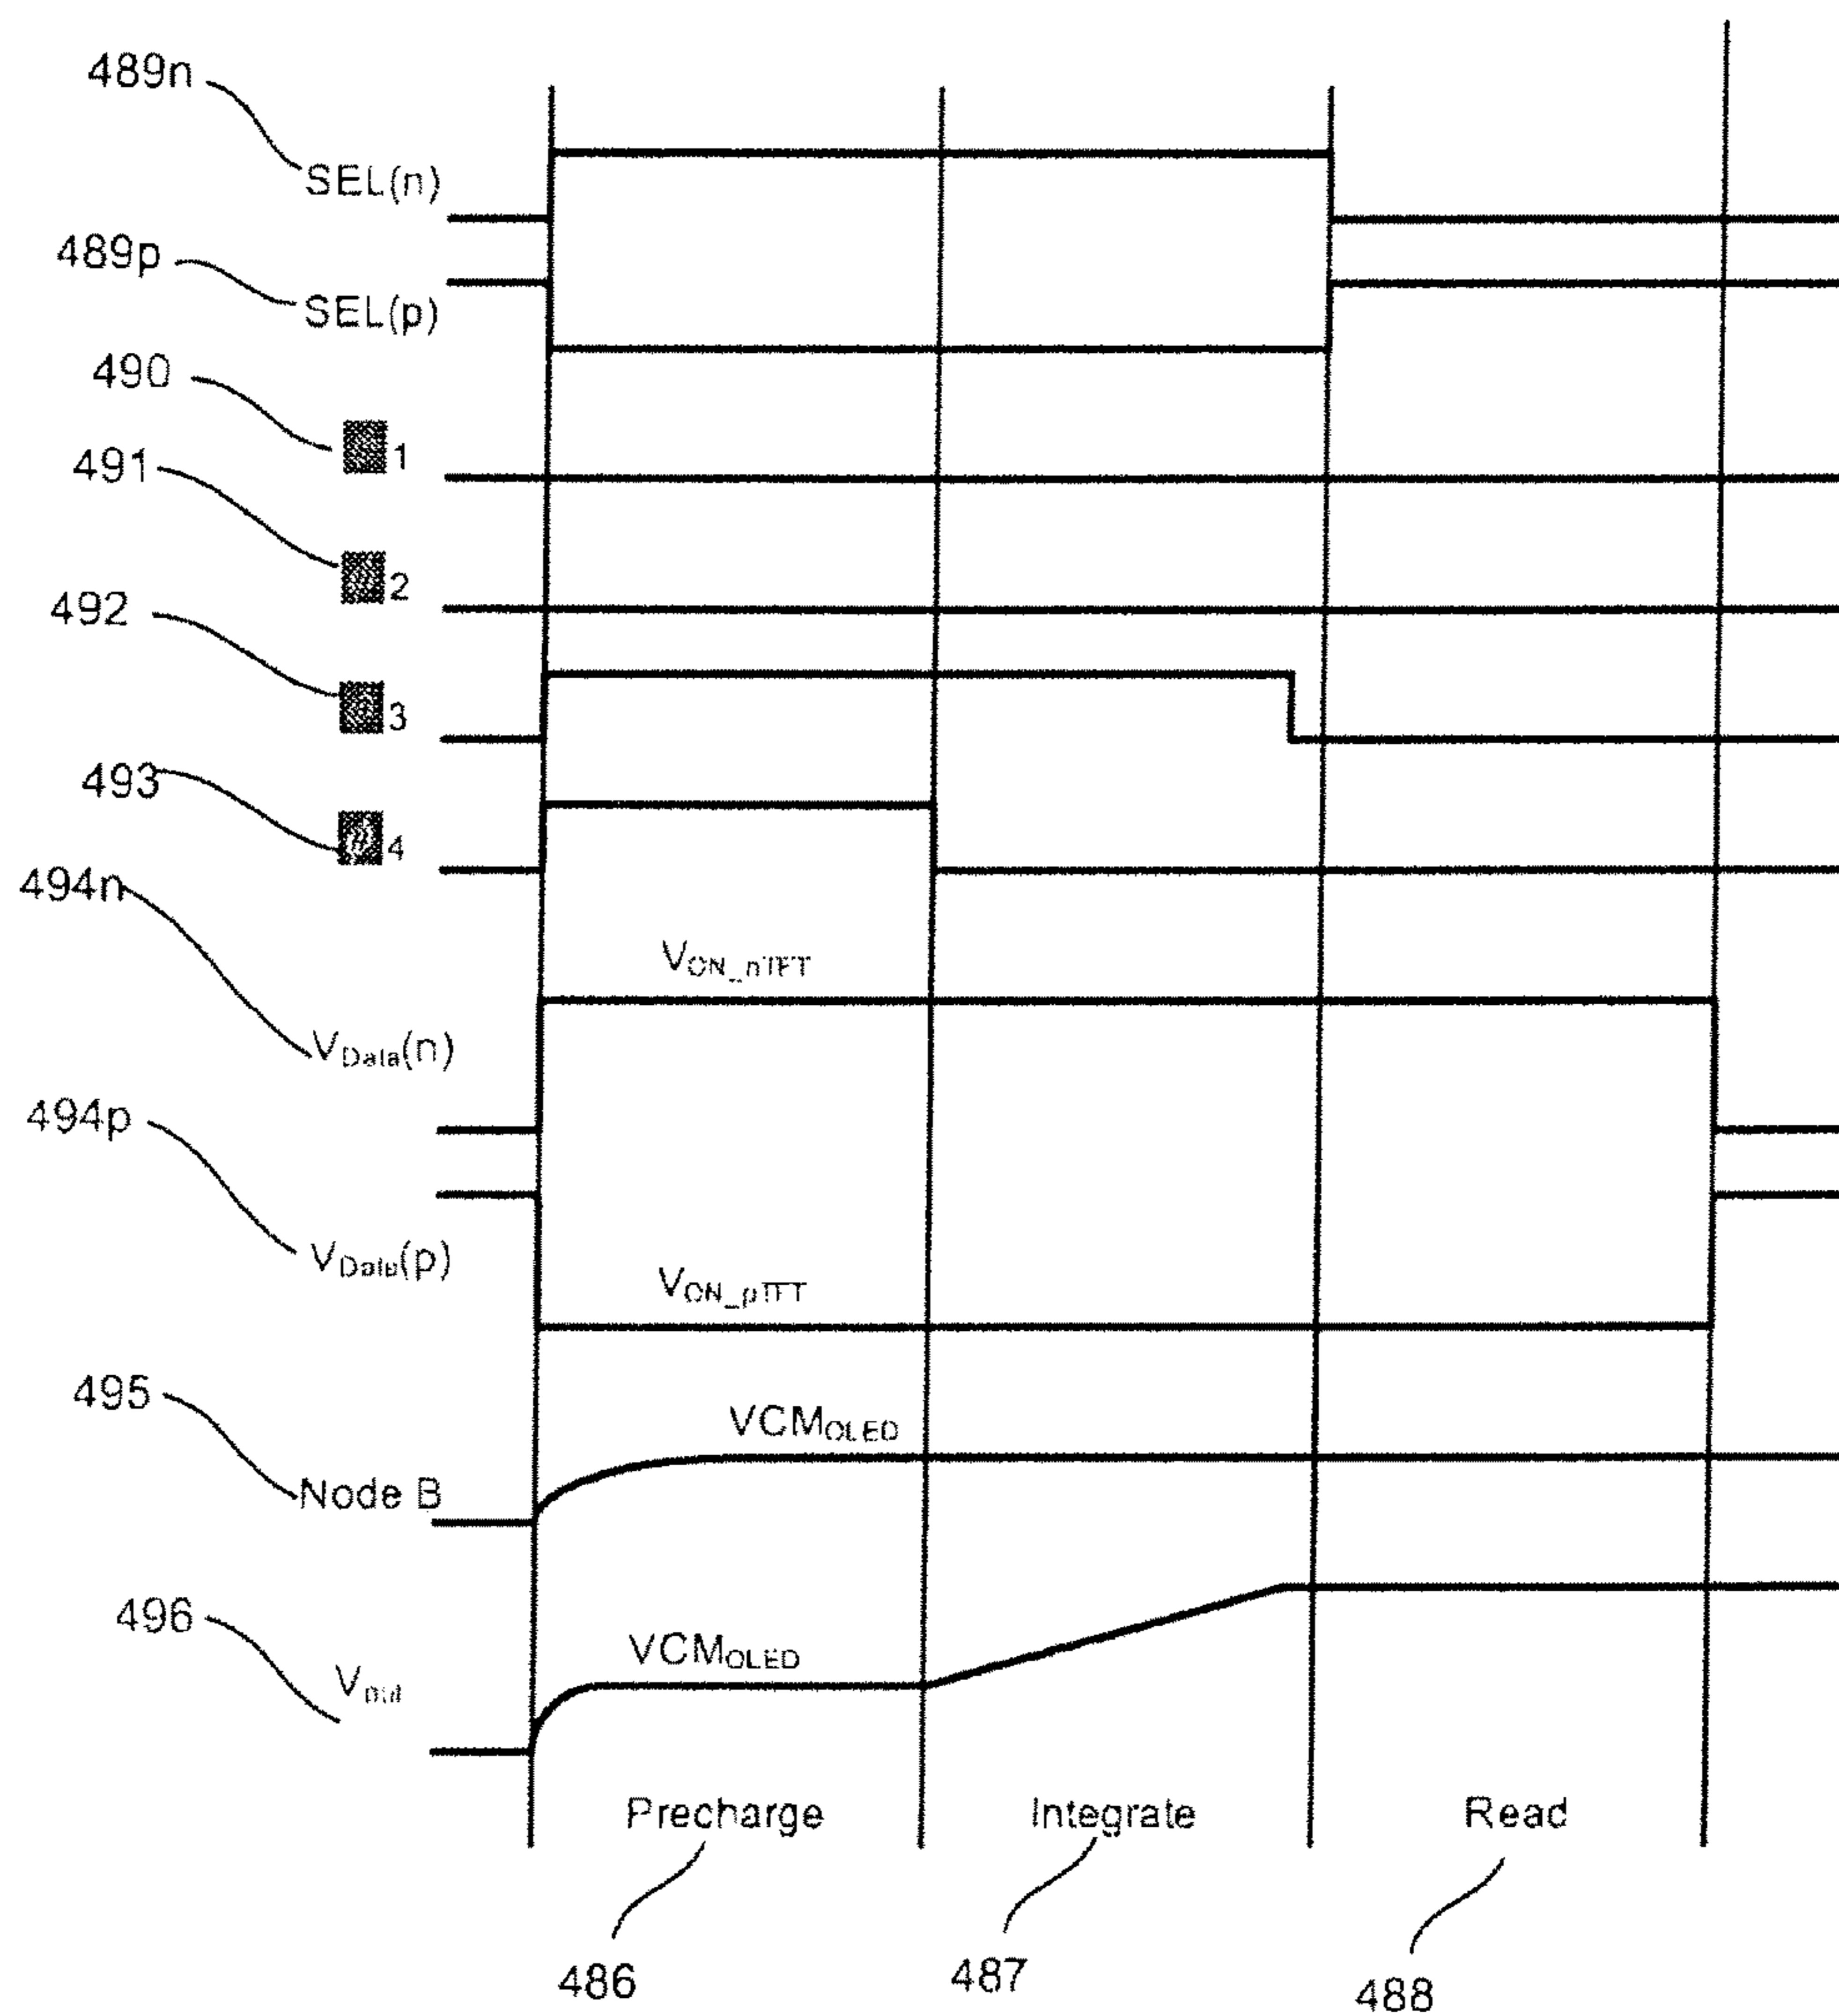 489n
SEL(n)
489p
SEL(p)
490
1
491
2
492
3
493
4
494n
V_ON_nTFT
V_Data(n)
494p
V_Data(p)
V_ON_pTFT
495
VCM_OLED
Node B
496
VCM_OLED
V_out
Precharge
Integrate
Read
486
487
488